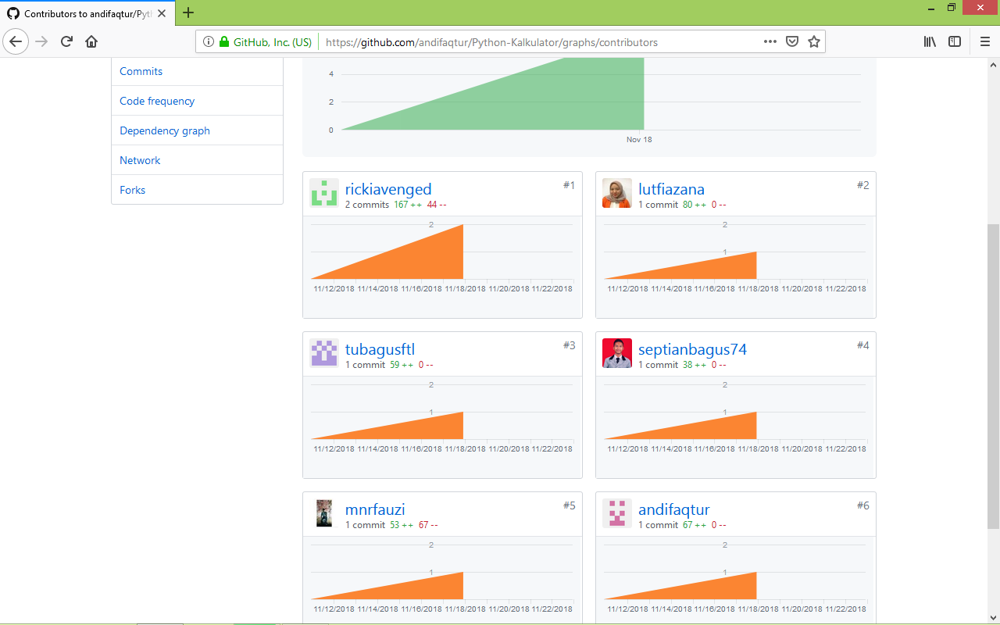 Contributors to andifaqtur/Pyth
GitHub, Inc. (US)
https://github.com/andifaqtur/Python-Kalkulator/graphs/contributors
Commits
Code frequency
Dependency graph
Network
Forks
4
2
0
Nov 18
rickiavenged
#1
2 commits 167 ++ 44 --
2
11/12/2018 11/14/2018 11/16/2018 11/18/2018 11/20/2018 11/22/2018
lutfiazana
#2
1 commit 80 ++ 0 --
2
1
11/12/2018 11/14/2018 11/16/2018 11/18/2018 11/20/2018 11/22/2018
tubagusftl
#3
1 commit 59 ++ 0 --
2
1
11/12/2018 11/14/2018 11/16/2018 11/18/2018 11/20/2018 11/22/2018
septianbagus74
#4
1 commit 38 ++ 0 --
2
1
11/12/2018 11/14/2018 11/16/2018 11/18/2018 11/20/2018 11/22/2018
mnrfauzi
#5
1 commit 53 ++ 67 --
2
1
11/12/2018 11/14/2018 11/16/2018 11/18/2018 11/20/2018 11/22/2018
andifaqtur
#6
1 commit 67 ++ 0 --
2
1
11/12/2018 11/14/2018 11/16/2018 11/18/2018 11/20/2018 11/22/2018